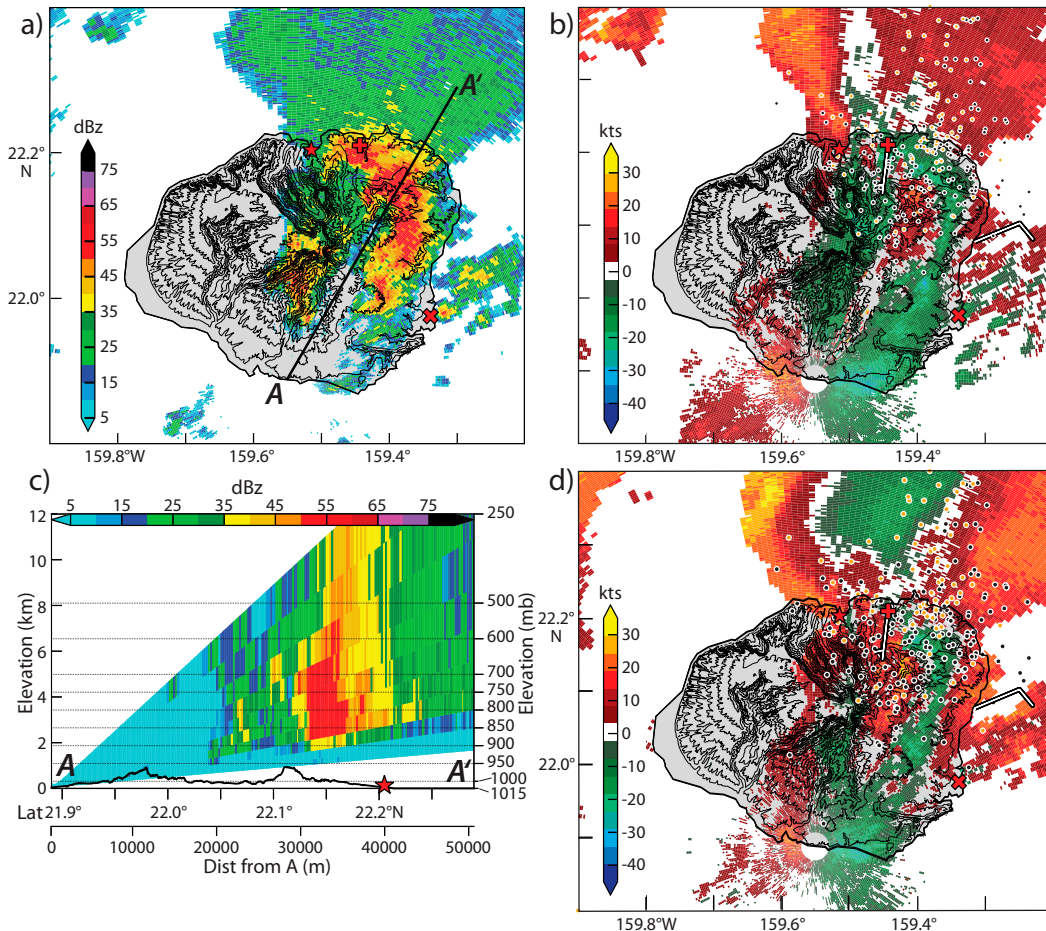 a)
dBz
75
65
55
45
35
25
15
5
22.2°
N
22.0°
A
A'
159.8°W
159.6
159.4
b)
kts
30
20
10
0
-10
-20
-30
-40
159.8°W
159.6
159.4
c)
dBz
5 15 25 35 45 55 65 75
12
10
8
6
4
2
0
Elevation (km)
250
500
600
700
750
800
850
900
950
1000
1015
Elevation (mb)
A
A'
Lat 21.9° 22.0° 22.1° 22.2°N
0 10000 20000 30000 40000 50000
Dist from A (m)
d)
kts
30
20
10
0
-10
-20
-30
-40
22.2°
N
22.0°
159.8°W
159.6°
159.4